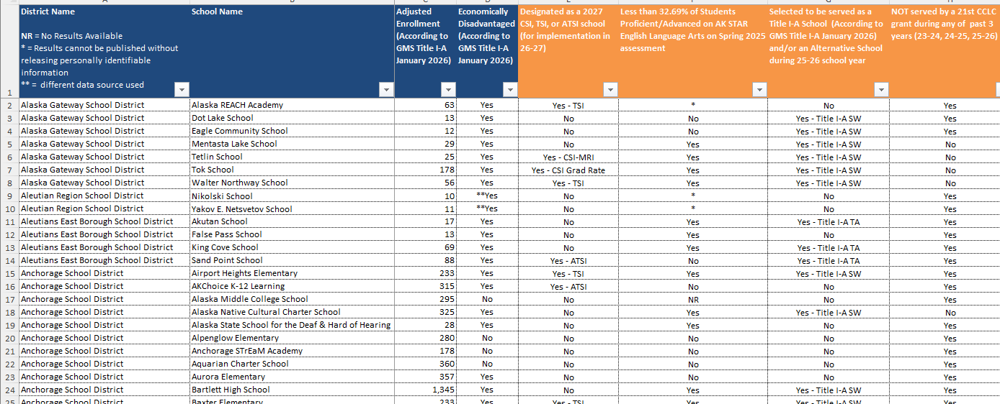 District Name
NR = No Results Available
* = Results cannot be published without
releasing personally identifiable
information
** = different data source used
School Name
Adjusted
Enrollment
(According to
GMS Title I-A
January 2026)
Economically
Disadvantaged
(According to
GMS Title I-A
January 2026)
Designated as a 2027
CSI, TSI, or ATSI school
(for implementation in
26-27)
Less than 32.69% of Students
Proficient/Advanced on AK STAR
English Language Arts on Spring 2025
assessment
Selected to be served as a
Title I-A School (According to
GMS Title I-A January 2026)
and/or an Alternative School
during 25-26 school year
NOT served by a 21st CCLC
grant during any of past 3
years (23-24, 24-25, 25-26)
1
2 Alaska Gateway School District Alaska REACH Academy 63 Yes Yes - TSI * No Yes
3 Alaska Gateway School District Dot Lake School 13 Yes No No Yes - Title I-A SW Yes
4 Alaska Gateway School District Eagle Community School 12 Yes No No Yes - Title I-A SW Yes
5 Alaska Gateway School District Mentasta Lake School 29 Yes No Yes Yes - Title I-A SW No
6 Alaska Gateway School District Tetlin School 25 Yes Yes - CSI-MRI Yes Yes - Title I-A SW No
7 Alaska Gateway School District Tok School 178 Yes Yes - CSI Grad Rate Yes Yes - Title I-A SW No
8 Alaska Gateway School District Walter Northway School 56 Yes Yes - TSI Yes Yes - Title I-A SW No
9 Aleutian Region School District Nikolski School 10 **Yes No * No Yes
10 Aleutian Region School District Yakov E. Netsvetov School 11 **Yes No * No Yes
11 Aleutians East Borough School District Akutan School 17 Yes No Yes Yes - Title I-A TA Yes
12 Aleutians East Borough School District False Pass School 13 Yes No Yes No Yes
13 Aleutians East Borough School District King Cove School 69 Yes No Yes Yes - Title I-A TA Yes
14 Aleutians East Borough School District Sand Point School 88 Yes Yes - ATSI No Yes - Title I-A TA Yes
15 Anchorage School District Airport Heights Elementary 233 Yes Yes - TSI Yes Yes - Title I-A SW Yes
16 Anchorage School District AKChoice K-12 Learning 315 Yes Yes - ATSI No No Yes
17 Anchorage School District Alaska Middle College School 295 No No NR No Yes
18 Anchorage School District Alaska Native Cultural Charter School 325 Yes No Yes Yes - Title I-A SW No
19 Anchorage School District Alaska State School for the Deaf & Hard of Hearing 28 Yes No Yes No Yes
20 Anchorage School District Alpenglow Elementary 280 No No No No Yes
21 Anchorage School District Anchorage STrEaM Academy 178 No No No No Yes
22 Anchorage School District Aquarian Charter School 360 No No No No Yes
23 Anchorage School District Aurora Elementary 357 Yes No No No Yes
24 Anchorage School District Bartlett High School 1,345 Yes No Yes Yes - Title I-A SW Yes
25 Anchorage School District Baxter Elementary 233 Yes Yes - TSI Yes Yes - Title I-A SW Yes